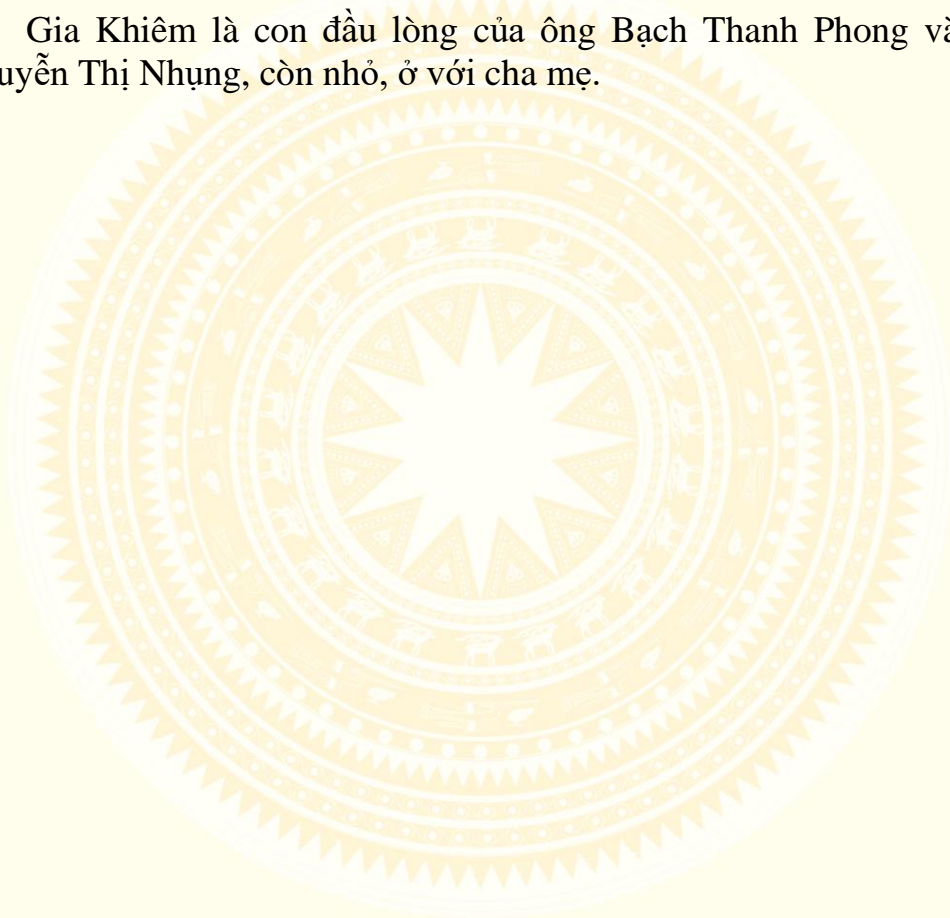 Gia Khiêm là con đầu lòng của ông Bạch Thanh Phong và
uyễn Thị Nhụng, còn nhỏ, ở với cha mẹ.